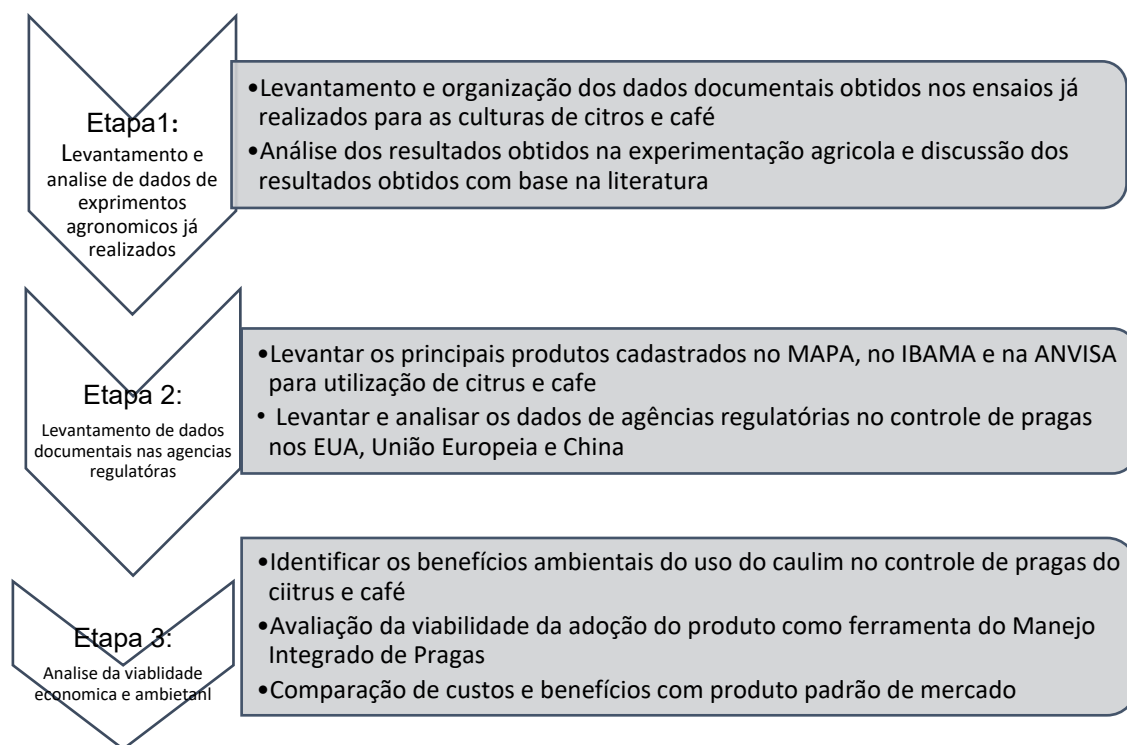 Etapa1:
Levantamento e
analise de dados de
exprimentos
agronomicos já
realizados
•Levantamento e organização dos dados documentais obtidos nos ensaios já
realizados para as culturas de citros e café
•Análise dos resultados obtidos na experimentação agricola e discussão dos
resultados obtidos com base na literatura
Etapa 2:
Levantamento de dados
documentais nas agencias
regulatóras
•Levantar os principais produtos cadastrados no MAPA, no IBAMA e na ANVISA
para utilização de citrus e cafe
• Levantar e analisar os dados de agências regulatórias no controle de pragas
nos EUA, União Europeia e China
Etapa 3:
Analise da viablidade
economica e ambietanl
•Identificar os benefícios ambientais do uso do caulim no controle de pragas do
ciitrus e café
•Avaliação da viabilidade da adoção do produto como ferramenta do Manejo
Integrado de Pragas
•Comparação de custos e benefícios com produto padrão de mercado